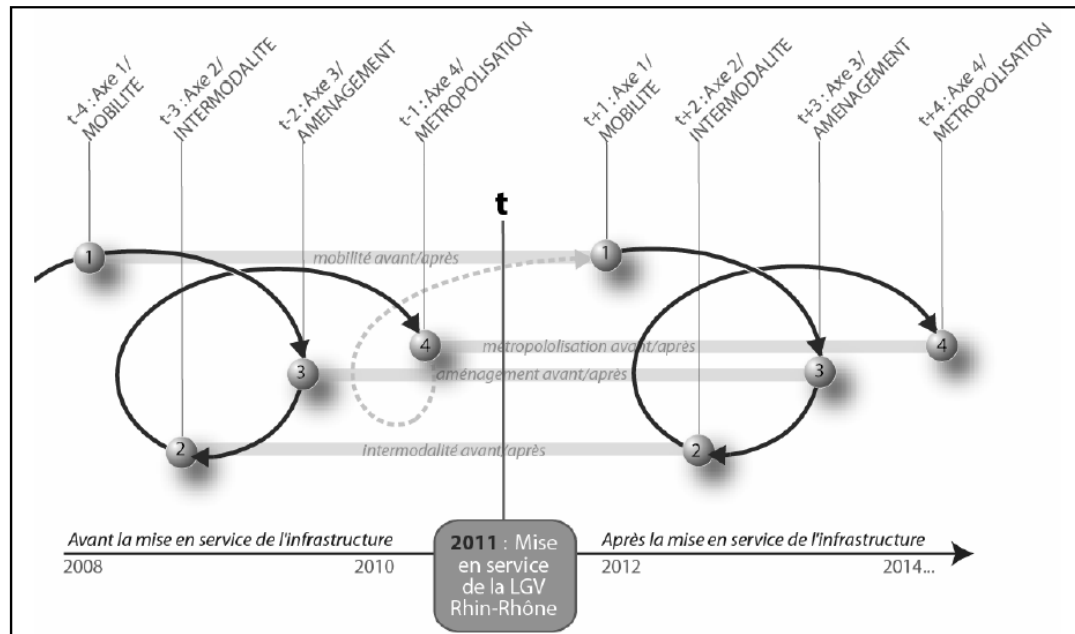 t-4 : Axe 1/
MOBILITE
t-3 : Axe 2/
INTERMODALITE
t-2 : Axe 3/
AMENAGEMENT
t-1 : Axe 4/
METROPOLISATION
t+1 : Axe 1/
MOBILITE
t+2 : Axe 2/
INTERMODALITE
t+3 : Axe 3/
AMENAGEMENT
t+4 : Axe 4/
METROPOLISATION
t
1
mobilité avant/après
1
4
métropololisation avant/après
4
3
aménagement avant/après
3
2
Intermodalité avant/après
2
Avant la mise en service de l'infrastructure
Après la mise en service de l'infrastructure
2008
2010
2011 : Mise
en service
de la LGV
Rhin-Rhône
2012
2014...